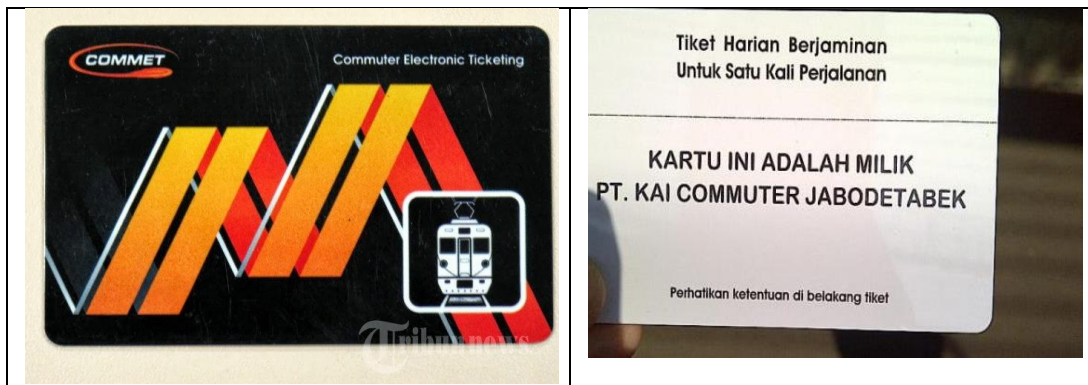 COMMET
Commuter Electronic Ticketing
Tribunnews
Tiket Harian Berjaminan
Untuk Satu Kali Perjalanan
KARTU INI ADALAH MILIK
PT. KAI COMMUTER JABODETABEK
Perhatikan ketentuan di belakang tiket